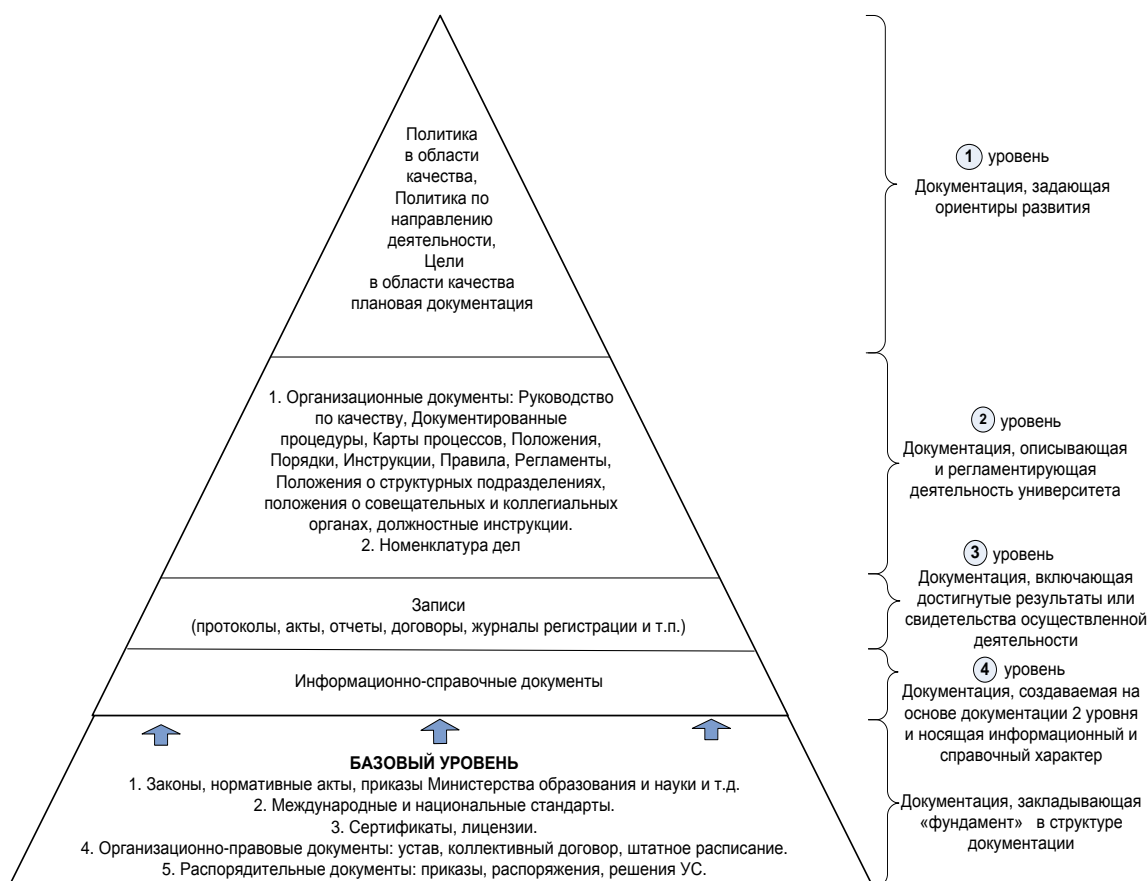 Политика
в области
качества,
Политика по
направлению
деятельности,
Цели
в области качества
плановая документация
1 уровень
Документация, задающая
ориентиры развития
1. Организационные документы: Руководство
по качеству, Документированные
процедуры, Карты процессов, Положения,
Порядки, Инструкции, Правила, Регламенты,
Положения о структурных подразделениях,
положения о совещательных и коллегиальных
органах, должностные инструкции.
2. Номенклатура дел
2 уровень
Документация, описывающая
и регламентирующая
деятельность университета
Записи
(протоколы, акты, отчеты, договоры, журналы регистрации и т.п.)
3 уровень
Документация, включающая
достигнутые результаты или
свидетельства осуществленной
деятельности
Информационно-справочные документы
4 уровень
Документация, создаваемая на
основе документации 2 уровня
и носящая информационный и
справочный характер
БАЗОВЫЙ УРОВЕНЬ
1. Законы, нормативные акты, приказы Министерства образования и науки и т.д.
2. Международные и национальные стандарты.
3. Сертификаты, лицензии.
4. Организационно-правовые документы: устав, коллективный договор, штатное расписание.
5. Распорядительные документы: приказы, распоряжения, решения УС.
Документация, закладывающая
«фундамент» в структуре
документации